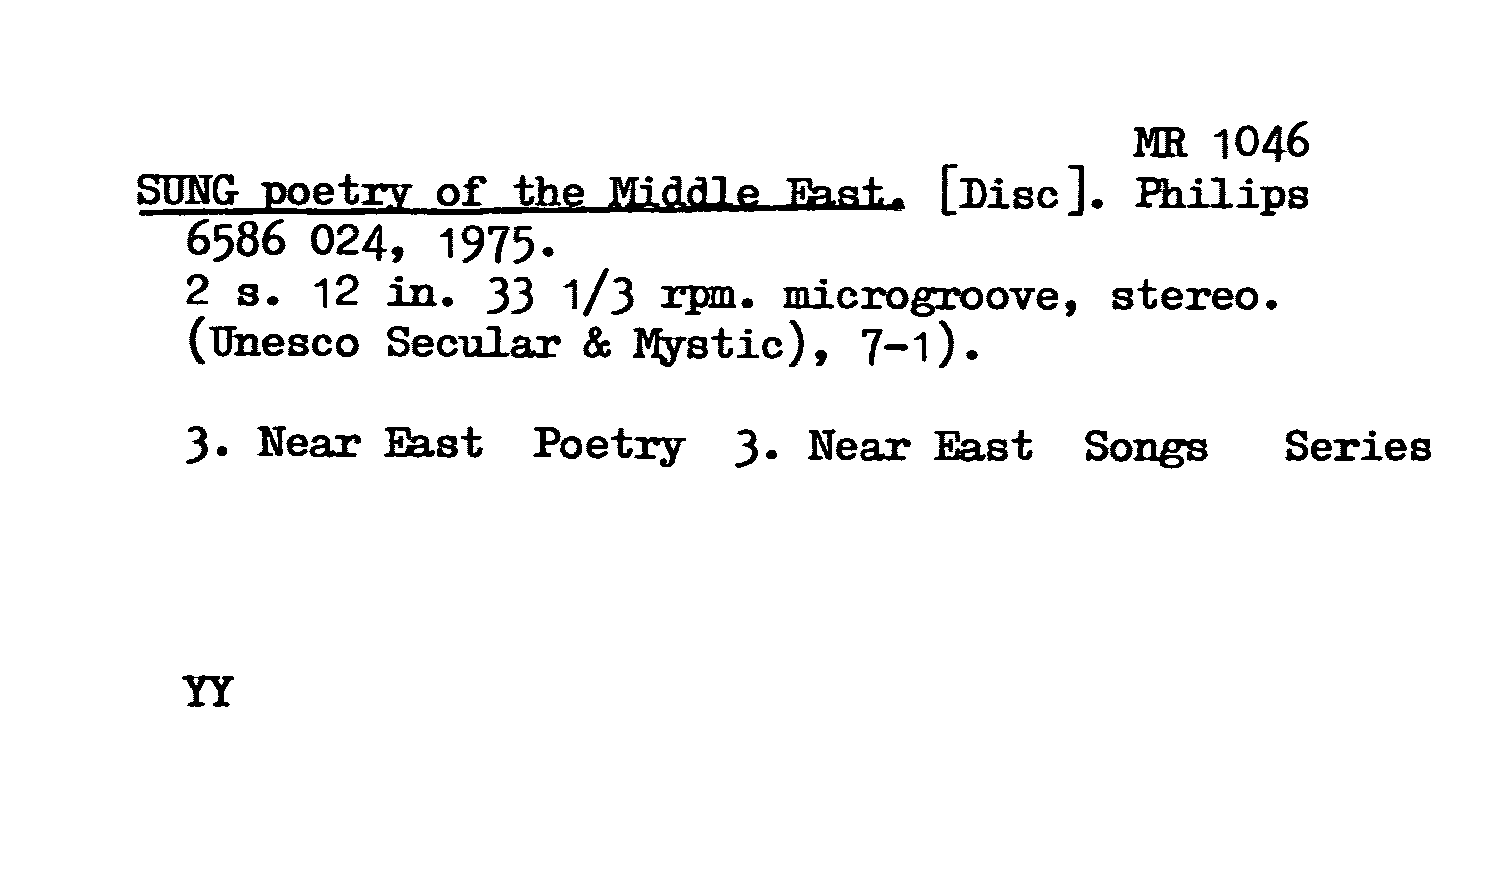 MR 1046
SUNG poetry of the Middle East. [Disc]. Philips
6586 024, 1975.
2 s. 12 in. 33 1/3 rpm. microgroove, stereo.
(Unesco Secular & Mystic), 7-1).
3. Near East Poetry 3. Near East Songs Series
YY